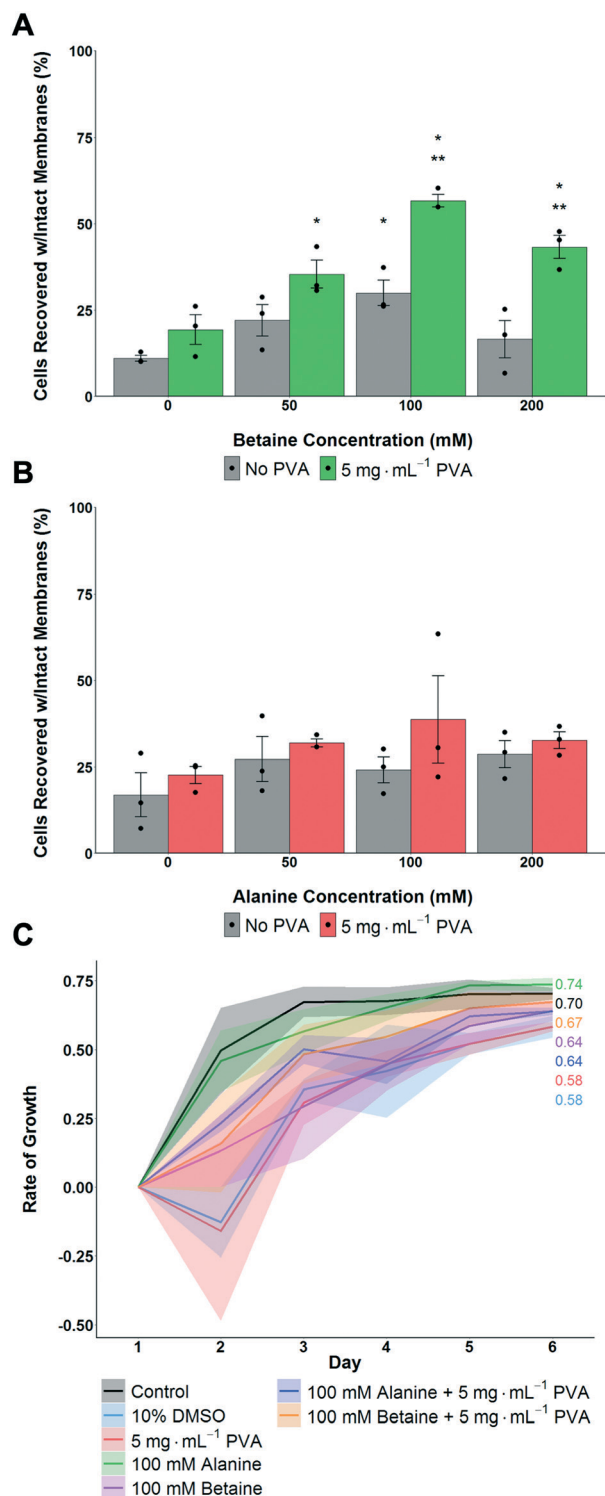 A
Cells Recovered w/Intact Membranes (%)
100
75
50
25
0
*
*
*
**
*
**
0 50 100 200
Betaine Concentration (mM)
No PVA 5 mg · mL⁻¹ PVA
B
Cells Recovered w/Intact Membranes (%)
100
75
50
25
0
0 50 100 200
Alanine Concentration (mM)
No PVA 5 mg · mL⁻¹ PVA
C
Rate of Growth
0.75
0.50
0.25
0.00
-0.25
-0.50
0.74
0.70
0.67
0.64
0.64
0.58
0.58
1 2 3 4 5 6
Day
Control
10% DMSO
5 mg · mL⁻¹ PVA
100 mM Alanine
100 mM Betaine
100 mM Alanine + 5 mg · mL⁻¹ PVA
100 mM Betaine + 5 mg · mL⁻¹ PVA